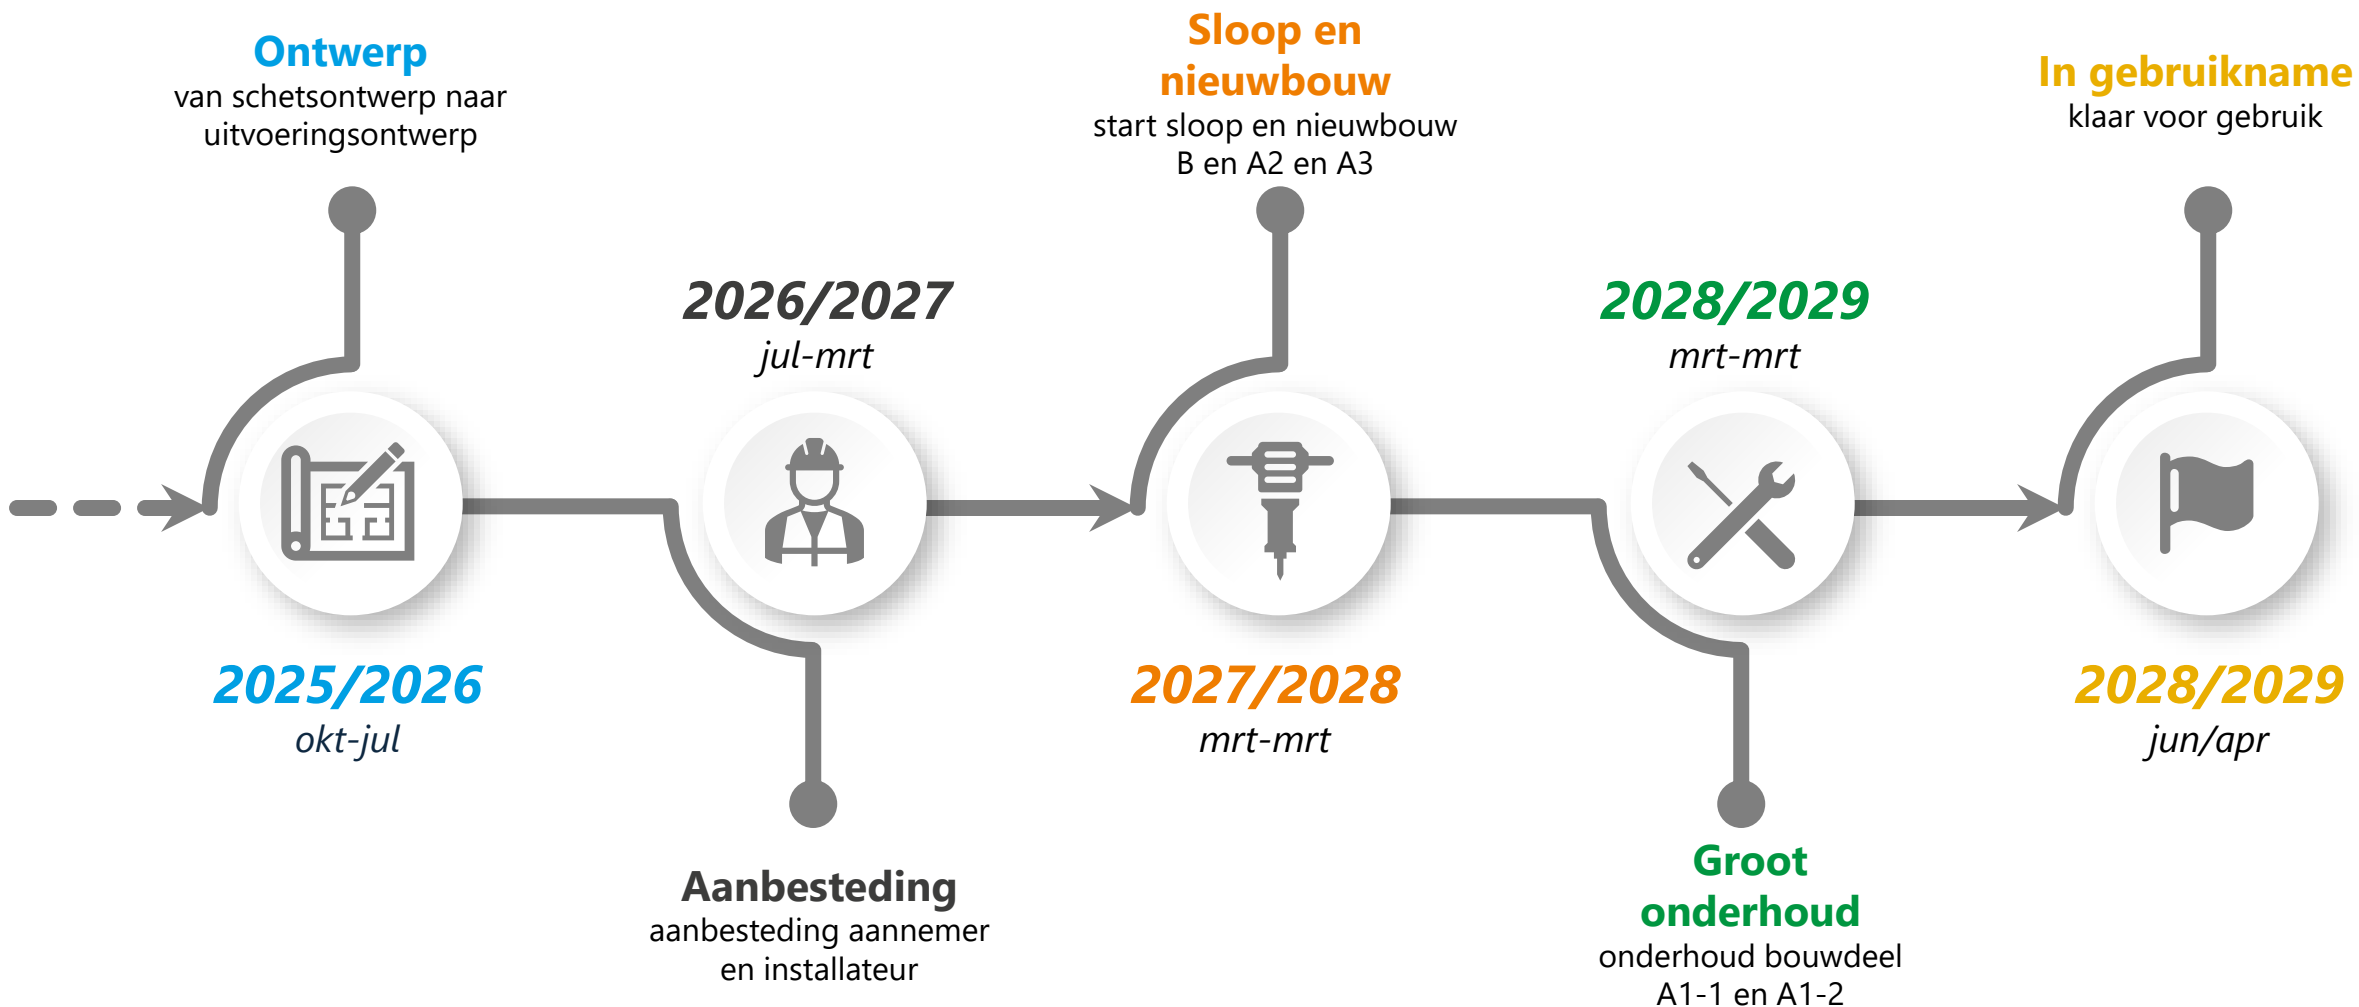 Ontwerp
van schetsontwerp naar
uitvoeringsontwerp
2025/2026
okt-jul
2026/2027
jul-mrt
Aanbesteding
aanbesteding aannemer
en installateur
Sloop en
nieuwbouw
start sloop en nieuwbouw
B en A2 en A3
2027/2028
mrt-mrt
2028/2029
mrt-mrt
Groot
onderhoud
onderhoud bouwdeel
A1-1 en A1-2
In gebruikname
klaar voor gebruik
2028/2029
jun/apr